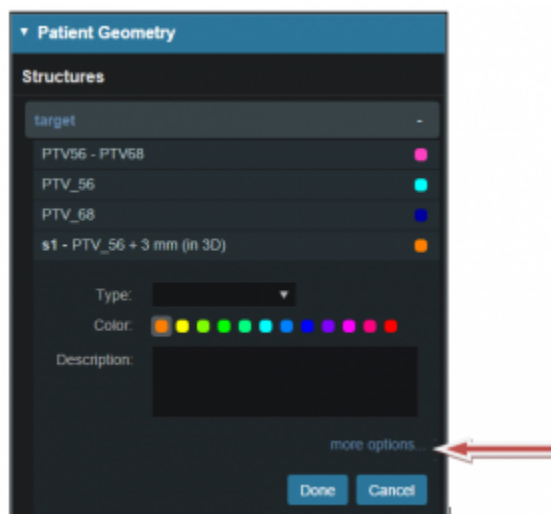 Patient Geometry
Structures
target -
PTV56 - PTV68
PTV_56
PTV_68
s1 - PTV_56 + 3 mm (in 3D)
Type:
Color:
Description:
more options...
Done Cancel